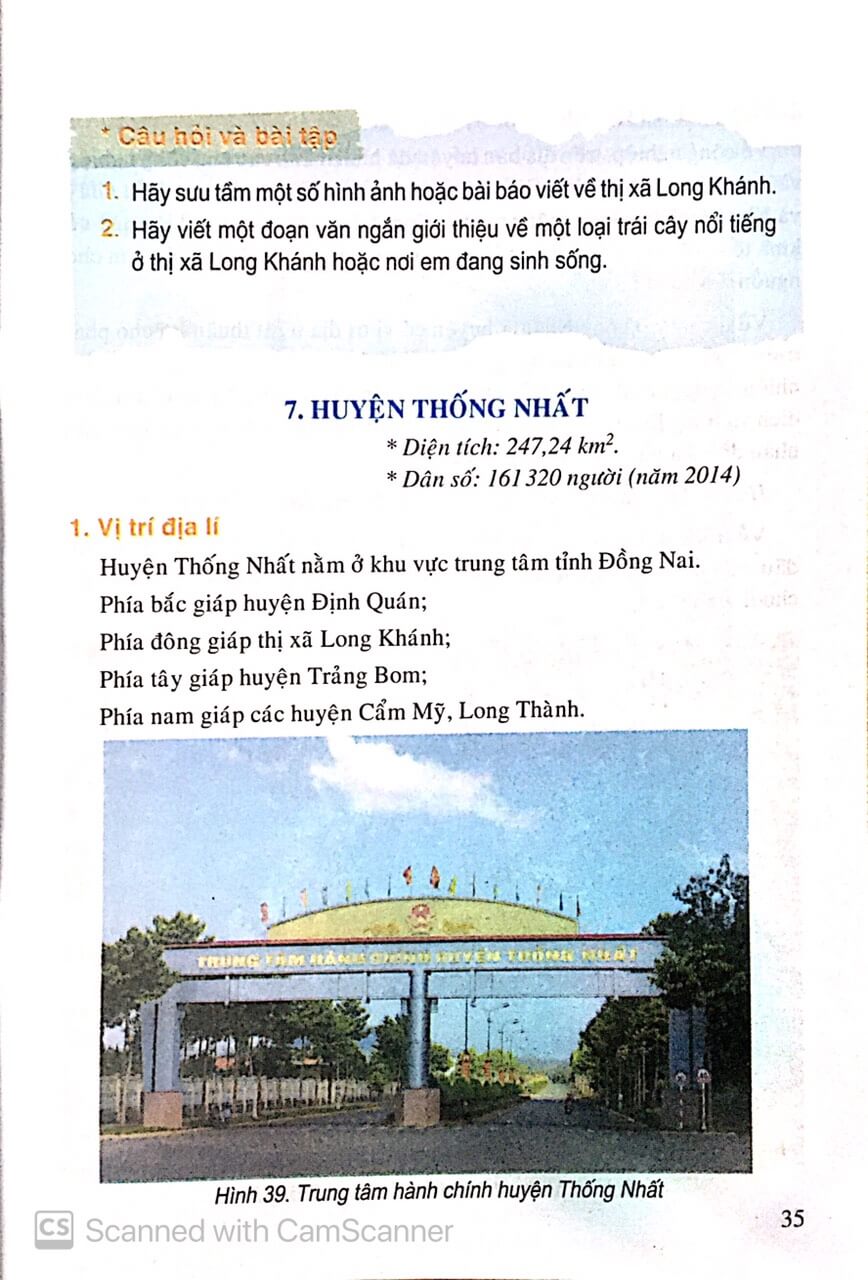 * Câu hỏi và bài tập
1. Hãy sưu tầm một số hình ảnh hoặc bài báo viết về thị xã Long Khánh.
2. Hãy viết một đoạn văn ngắn giới thiệu về một loại trái cây nổi tiếng
ở thị xã Long Khánh hoặc nơi em đang sinh sống.
7. HUYỆN THỐNG NHẤT
* Diện tích: 247,24 km².
* Dân số: 161 320 người (năm 2014)
1. Vị trí địa lí
Huyện Thống Nhất nằm ở khu vực trung tâm tỉnh Đồng Nai.
Phía bắc giáp huyện Định Quán;
Phía đông giáp thị xã Long Khánh;
Phía tây giáp huyện Trảng Bom;
Phía nam giáp các huyện Cẩm Mỹ, Long Thành.
TRUNG TÂM HÀNH CHÍNH HUYỆN THỐNG NHẤT
Hình 39. Trung tâm hành chính huyện Thống Nhất
35
CS Scanned with CamScanner